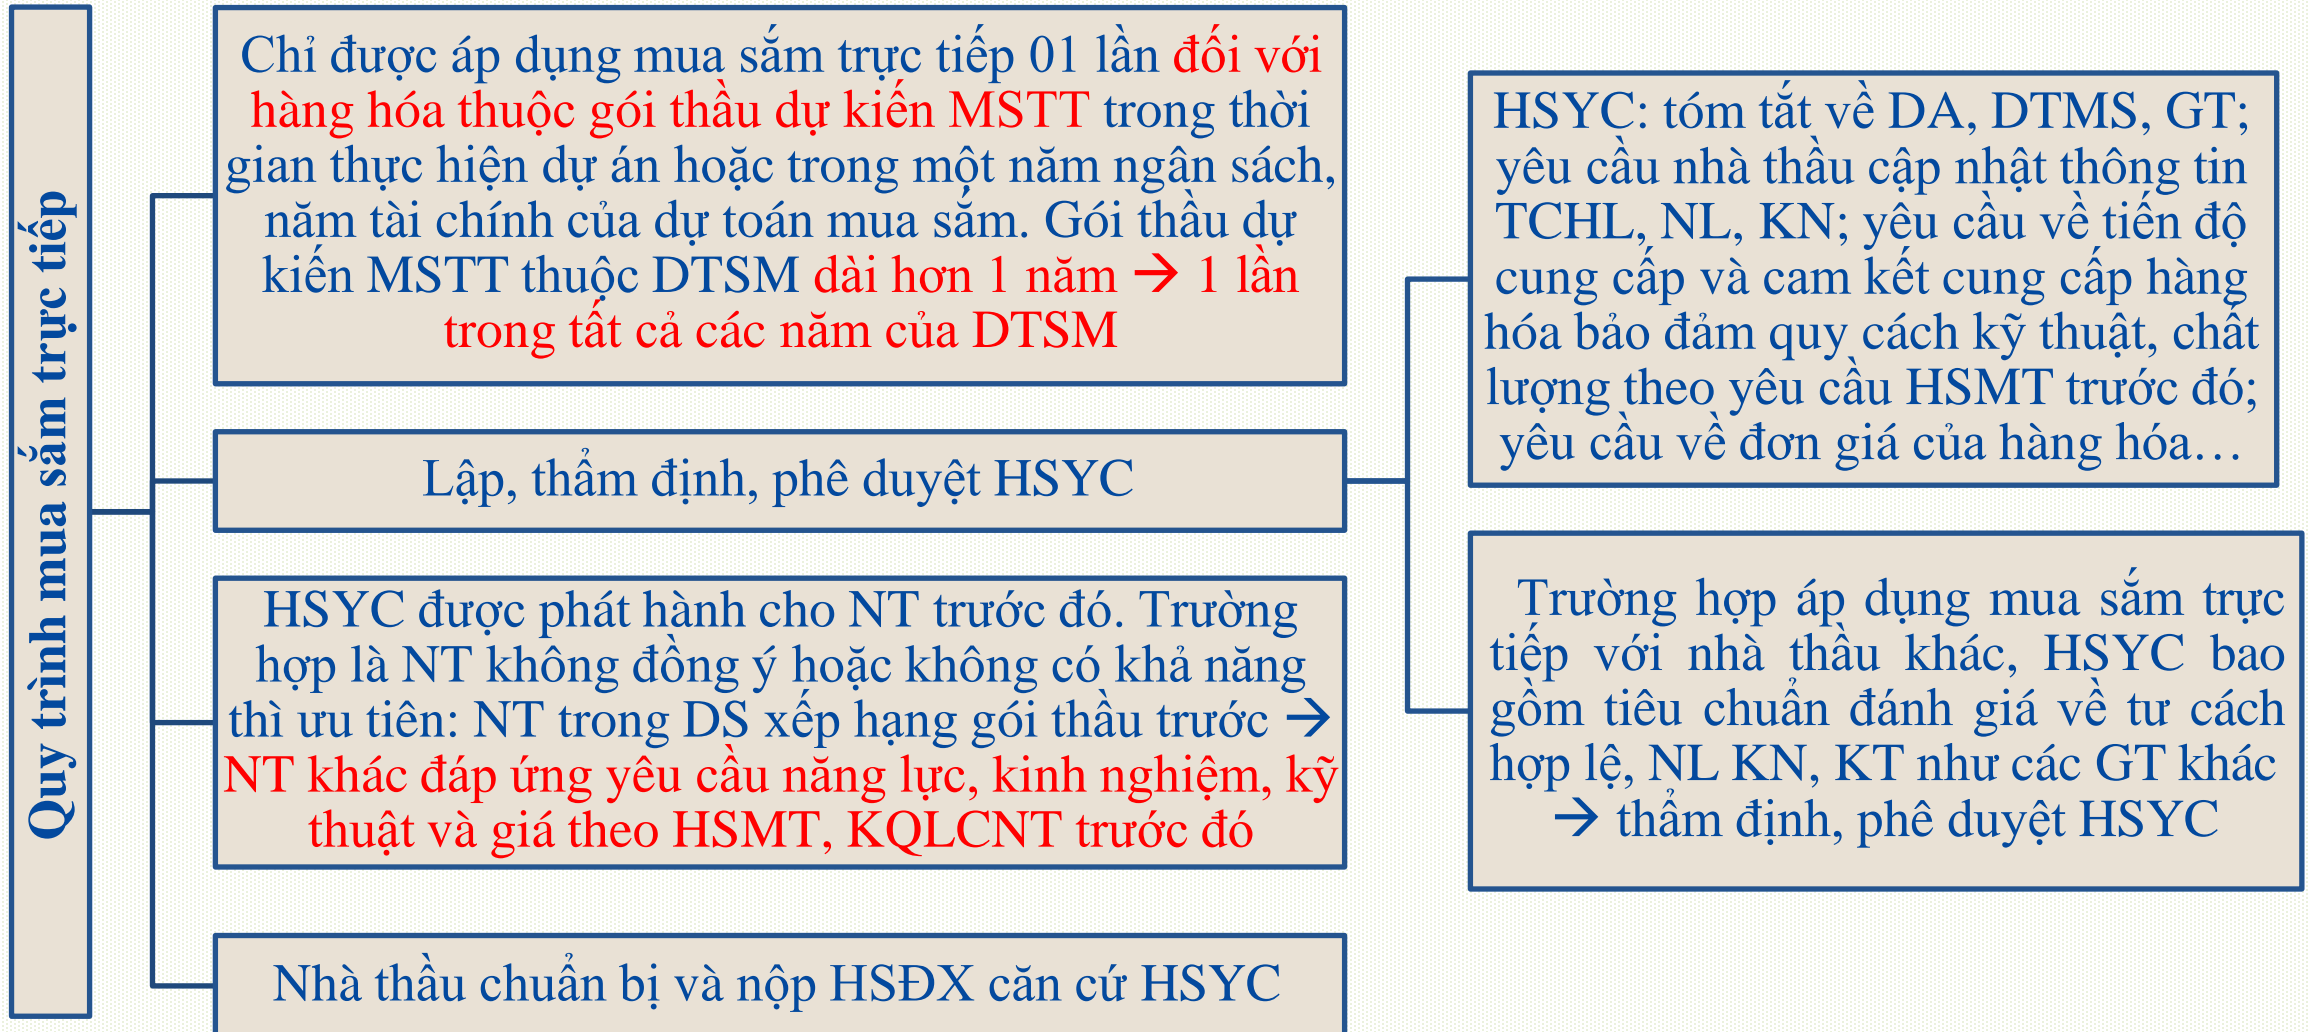 Quy trình mua sắm trực tiếp
Chỉ được áp dụng mua sắm trực tiếp 01 lần đối với
hàng hóa thuộc gói thầu dự kiến MSTT trong thời
gian thực hiện dự án hoặc trong một năm ngân sách,
năm tài chính của dự toán mua sắm. Gói thầu dự
kiến MSTT thuộc DTSM dài hơn 1 năm → 1 lần
trong tất cả các năm của DTSM
Lập, thẩm định, phê duyệt HSYC
HSYC: tóm tắt về DA, DTMS, GT;
yêu cầu nhà thầu cập nhật thông tin
TCHL, NL, KN; yêu cầu về tiến độ
cung cấp và cam kết cung cấp hàng
hóa bảo đảm quy cách kỹ thuật, chất
lượng theo yêu cầu HSMT trước đó;
yêu cầu về đơn giá của hàng hóa…
Trường hợp áp dụng mua sắm trực
tiếp với nhà thầu khác, HSYC bao
gồm tiêu chuẩn đánh giá về tư cách
hợp lệ, NL KN, KT như các GT khác
→ thẩm định, phê duyệt HSYC
HSYC được phát hành cho NT trước đó. Trường
hợp là NT không đồng ý hoặc không có khả năng
thì ưu tiên: NT trong DS xếp hạng gói thầu trước →
NT khác đáp ứng yêu cầu năng lực, kinh nghiệm, kỹ
thuật và giá theo HSMT, KQLCNT trước đó
Nhà thầu chuẩn bị và nộp HSĐX căn cứ HSYC